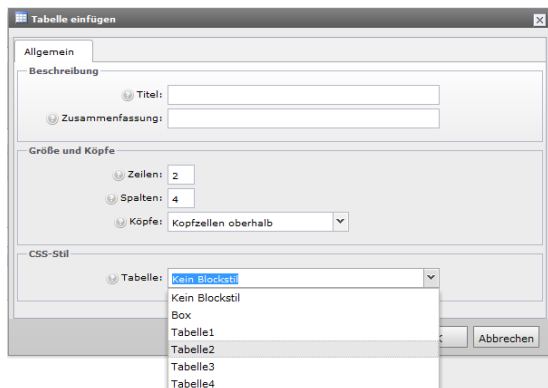 Tabelle einfügen
Allgemein
Beschreibung
Titel:
Zusammenfassung:
Größe und Köpfe
Zeilen: 2
Spalten: 4
Köpfe: Kopfzellen oberhalb
CSS-Stil
Tabelle: Kein Blockstil
Kein Blockstil
Box
Tabelle1
Abbrechen
Tabelle2
Tabelle3
Tabelle4